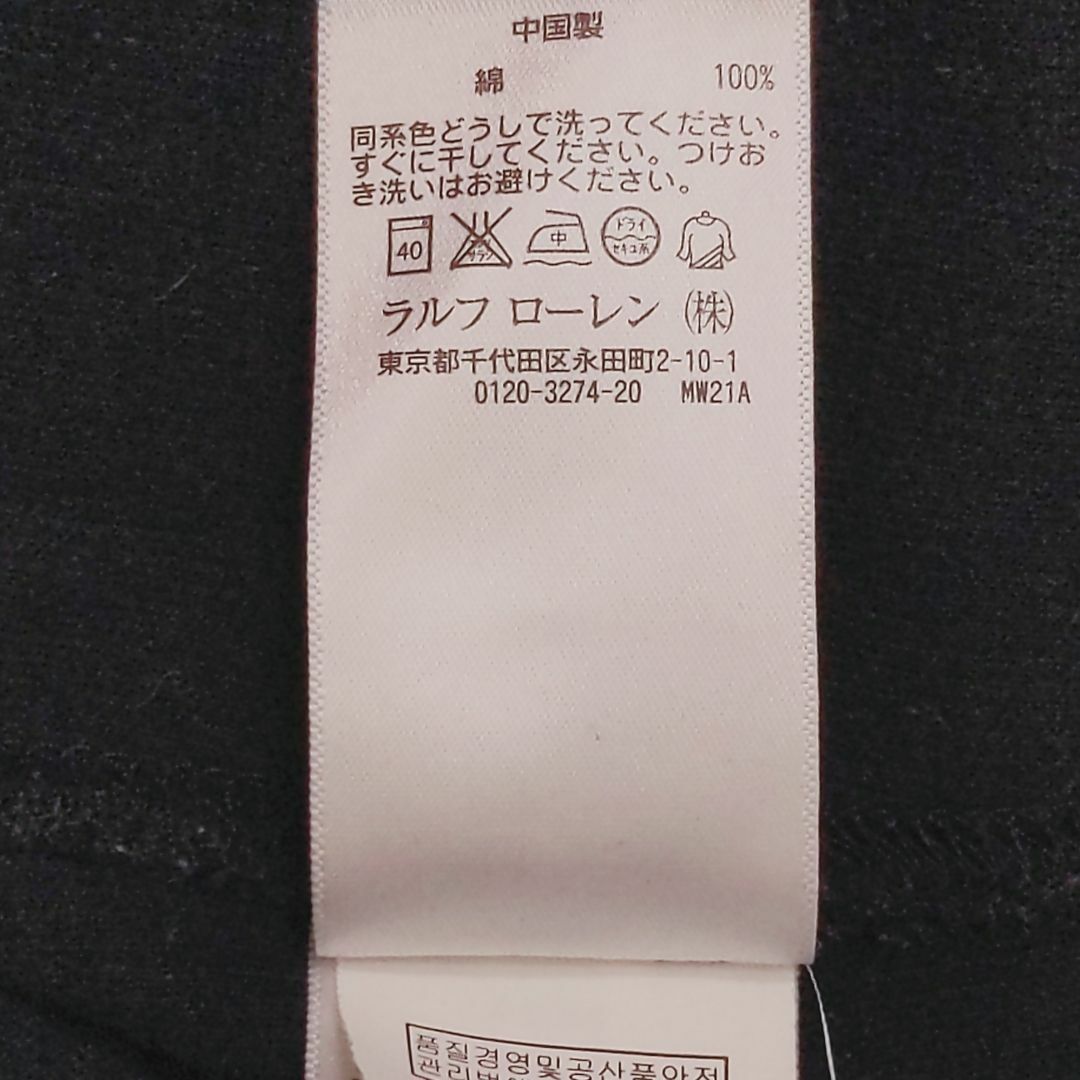 中国製
綿 100%
同系色どうしで洗ってください。
すぐに干してください。つけお
き洗いはお避けください。
40 中 ドライ セキユ系
ラルフ ローレン (株)
東京都千代田区永田町2-10-1
0120-3274-20 MW21A
품질경영및공산품안전
관리법